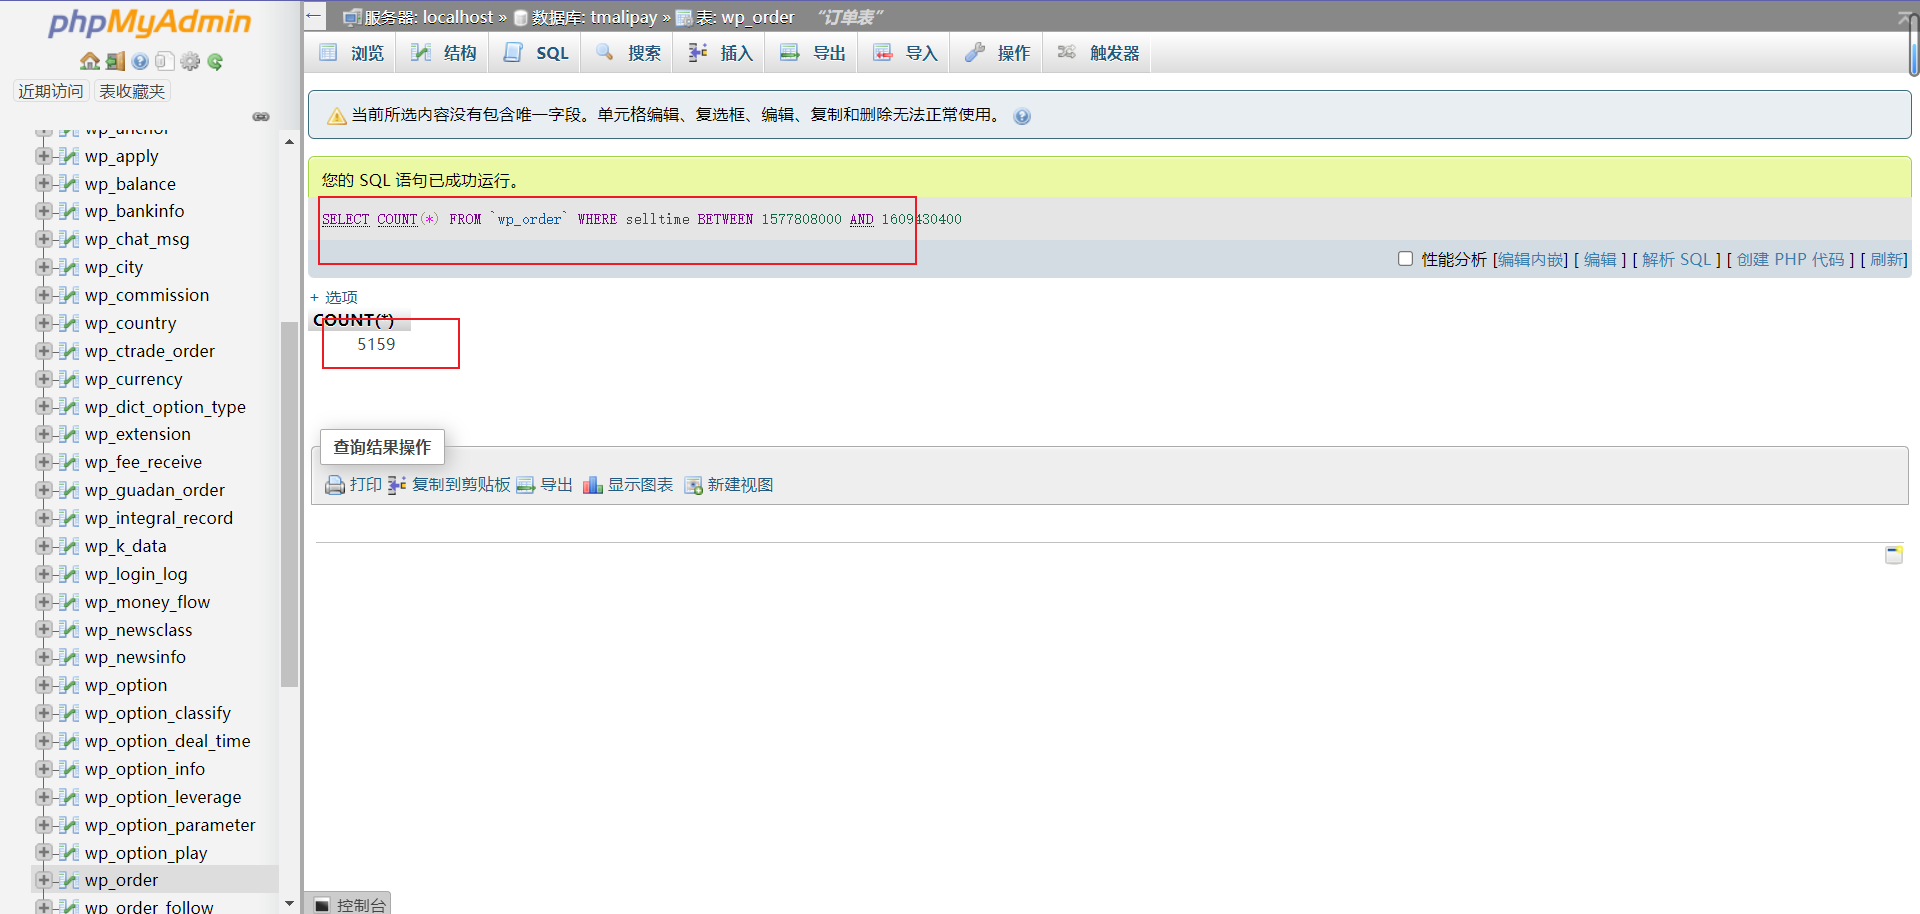 phpMyAdmin
近期访问 表收藏夹
wp_anchor
wp_apply
wp_balance
wp_bankinfo
wp_chat_msg
wp_city
wp_commission
wp_country
wp_ctrade_order
wp_currency
wp_dict_option_type
wp_extension
wp_fee_receive
wp_guadan_order
wp_integral_record
wp_k_data
wp_login_log
wp_money_flow
wp_newsclass
wp_newsinfo
wp_option
wp_option_classify
wp_option_deal_time
wp_option_info
wp_option_leverage
wp_option_parameter
wp_option_play
wp_order
wp_order_follow
服务器: localhost » 数据库: tmalipay » 表: wp_order “订单表”
浏览 结构 SQL 搜索 插入 导出 导入 操作 触发器
当前所选内容没有包含唯一字段。单元格编辑、复选框、编辑、复制和删除无法正常使用。
您的 SQL 语句已成功运行。
SELECT COUNT(*) FROM `wp_order` WHERE selltime BETWEEN 1577808000 AND 1609430400
性能分析 [编辑内嵌] [ 编辑 ] [ 解析 SQL ] [ 创建 PHP 代码 ] [ 刷新]
+ 选项
COUNT(*)
5159
查询结果操作
打印 复制到剪贴板 导出 显示图表 新建视图
控制台